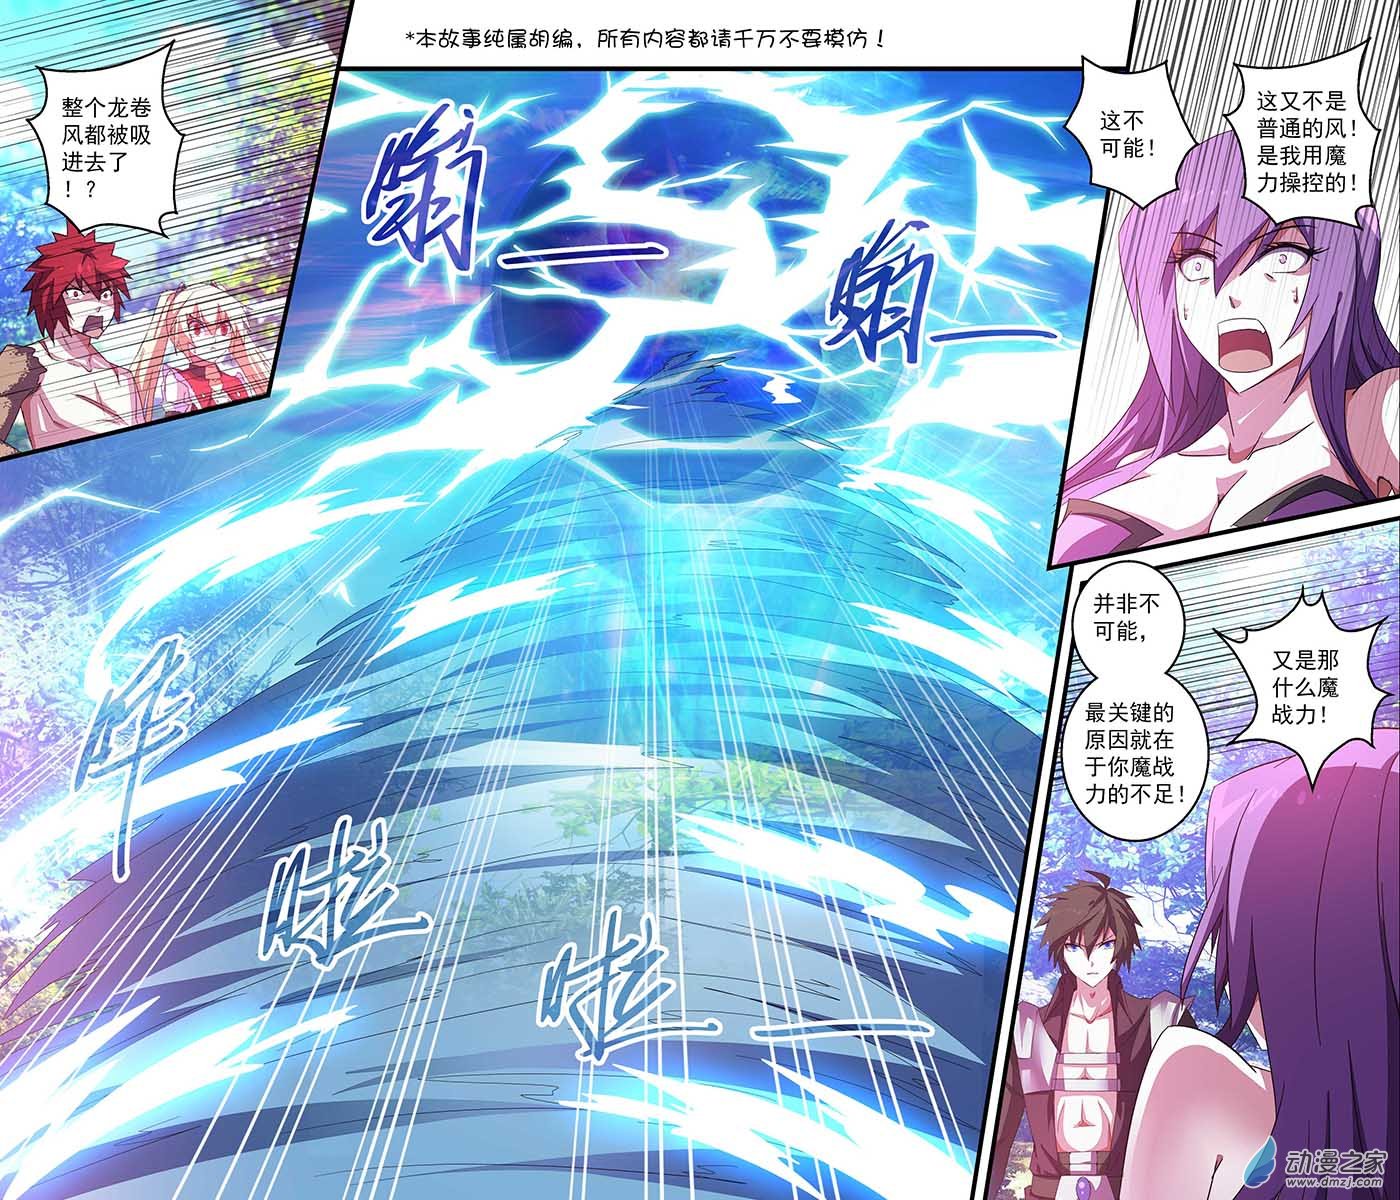 *本故事纯属胡编，所有内容都请千万不要模仿！
整个龙卷
风都被吸
进去了
！？
嗡——
嗡——
哗
啦
啦——
这不
可能！
这又不是
普通的风！
是我用魔
力操控的！
并非不
可能，
最关键的
原因就在
于你魔战
力的不足！
又是那
什么魔
战力！
动漫之家
www.dmzj.com